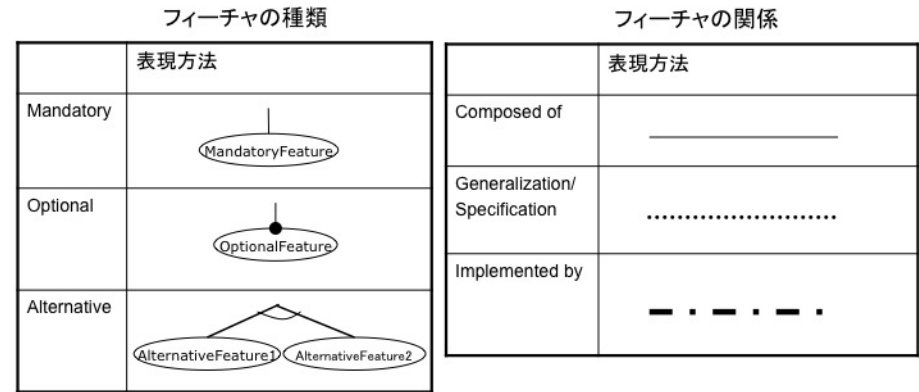 フィーチャの種類
表現方法
Mandatory
MandatoryFeature
Optional
OptionalFeature
Alternative
AlternativeFeature1
AlternativeFeature2
フィーチャの関係
表現方法
Composed of
Generalization/
Specification
Implemented by